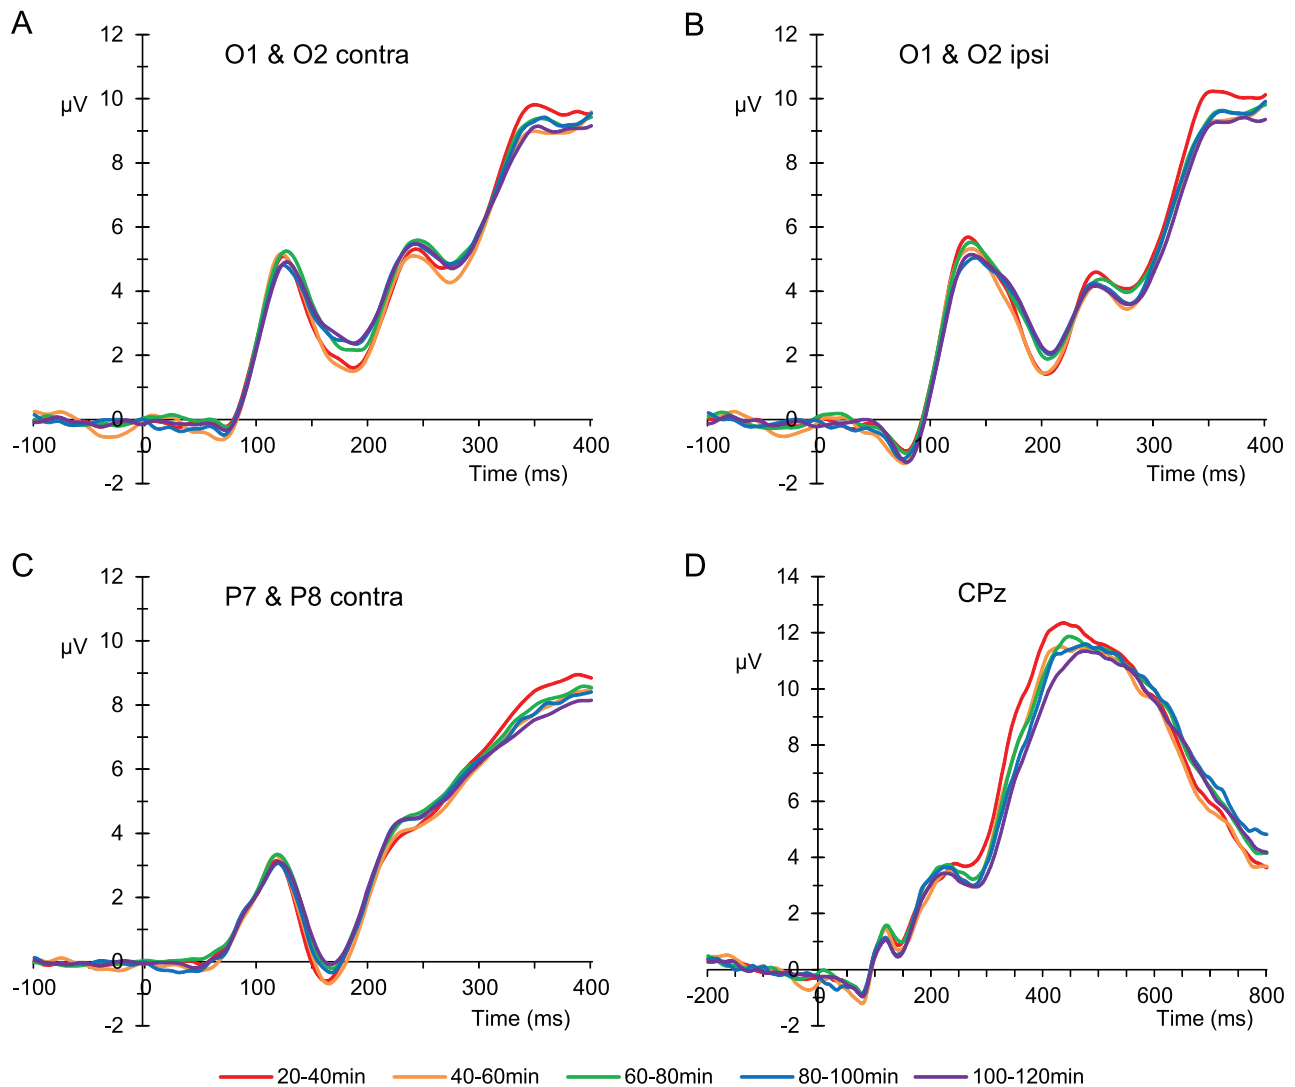 A
O1 & O2 contra
µV
12
10
8
6
4
2
0
-2
-100 0 100 200 300 400
Time (ms)
B
O1 & O2 ipsi
µV
12
10
8
6
4
2
0
-2
-100 0 100 200 300 400
Time (ms)
C
P7 & P8 contra
µV
12
10
8
6
4
2
0
-2
-100 0 100 200 300 400
Time (ms)
D
CPz
µV
14
12
10
8
6
4
2
0
-2
-200 0 200 400 600 800
Time (ms)
20-40min 40-60min 60-80min 80-100min 100-120min